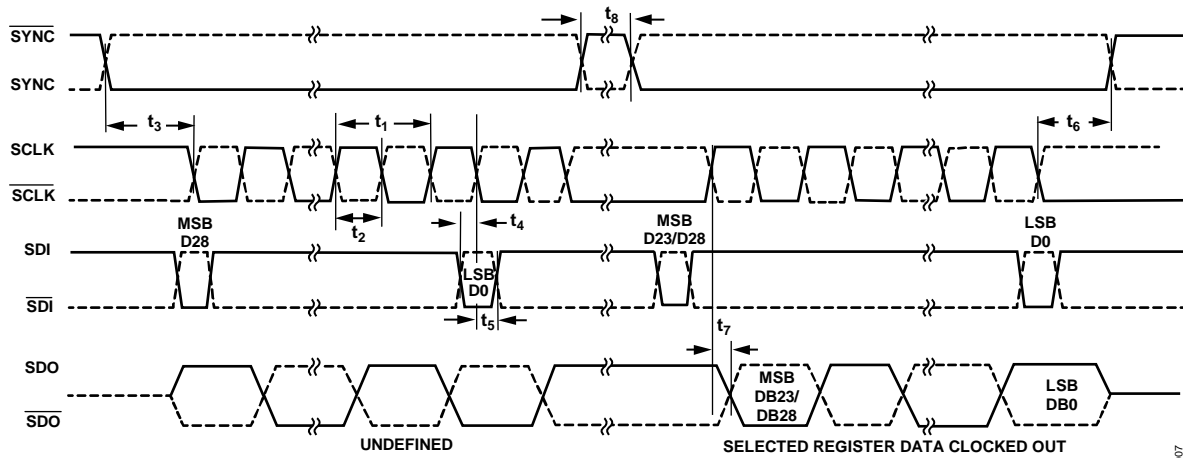 t8
SYNC
SYNC
t3
t1
t6
SCLK
SCLK
t2
t4
MSB
D28
MSB
D23/D28
LSB
D0
SDI
LSB
D0
SDI
t5
t7
SDO
MSB
DB23/
DB28
LSB
DB0
SDO
UNDEFINED
SELECTED REGISTER DATA CLOCKED OUT